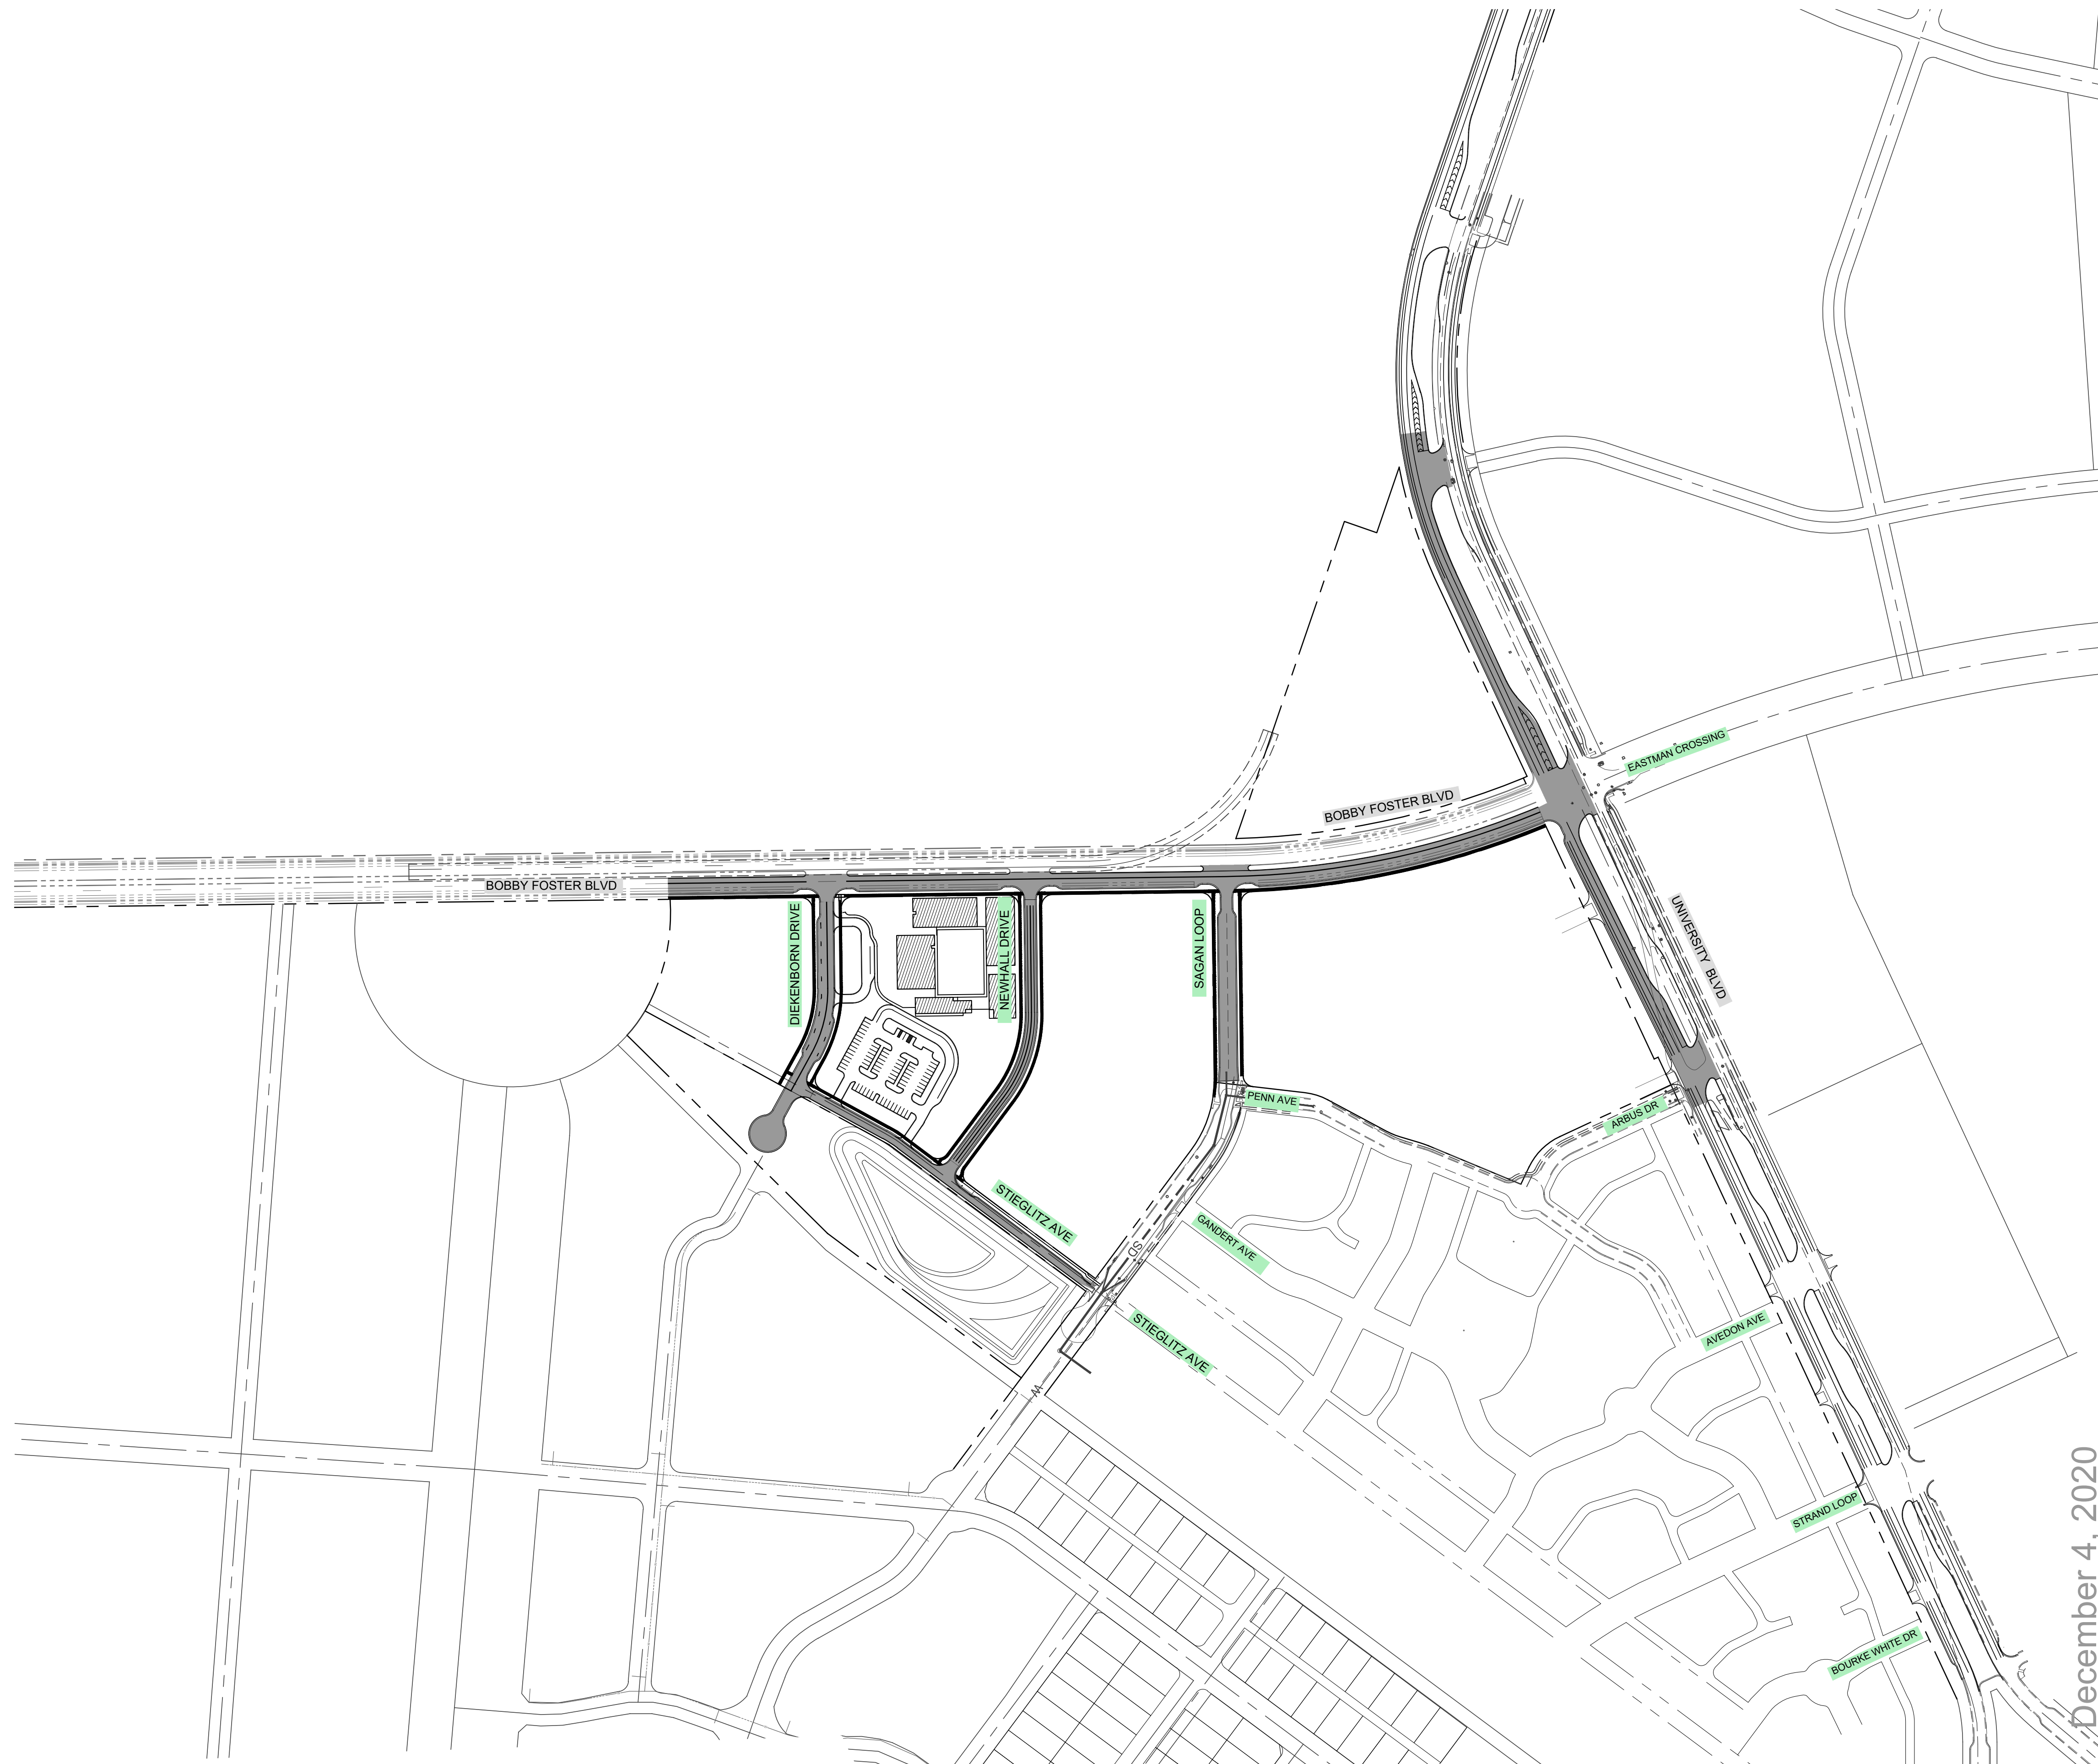 EASTMAN CROSSING
BOBBY FOSTER BLVD
BOBBY FOSTER BLVD
DIEKENBORN DRIVE
NEWHALL DRIVE
SAGAN LOOP
UNIVERSITY BLVD
PENN AVE
ARBUS DR
STIEGLITZ AVE
GANDERT AVE
SD
STIEGLITZ AVE
AVEDON AVE
W
STRAND LOOP
BOURKE WHITE DR
December 4, 2020